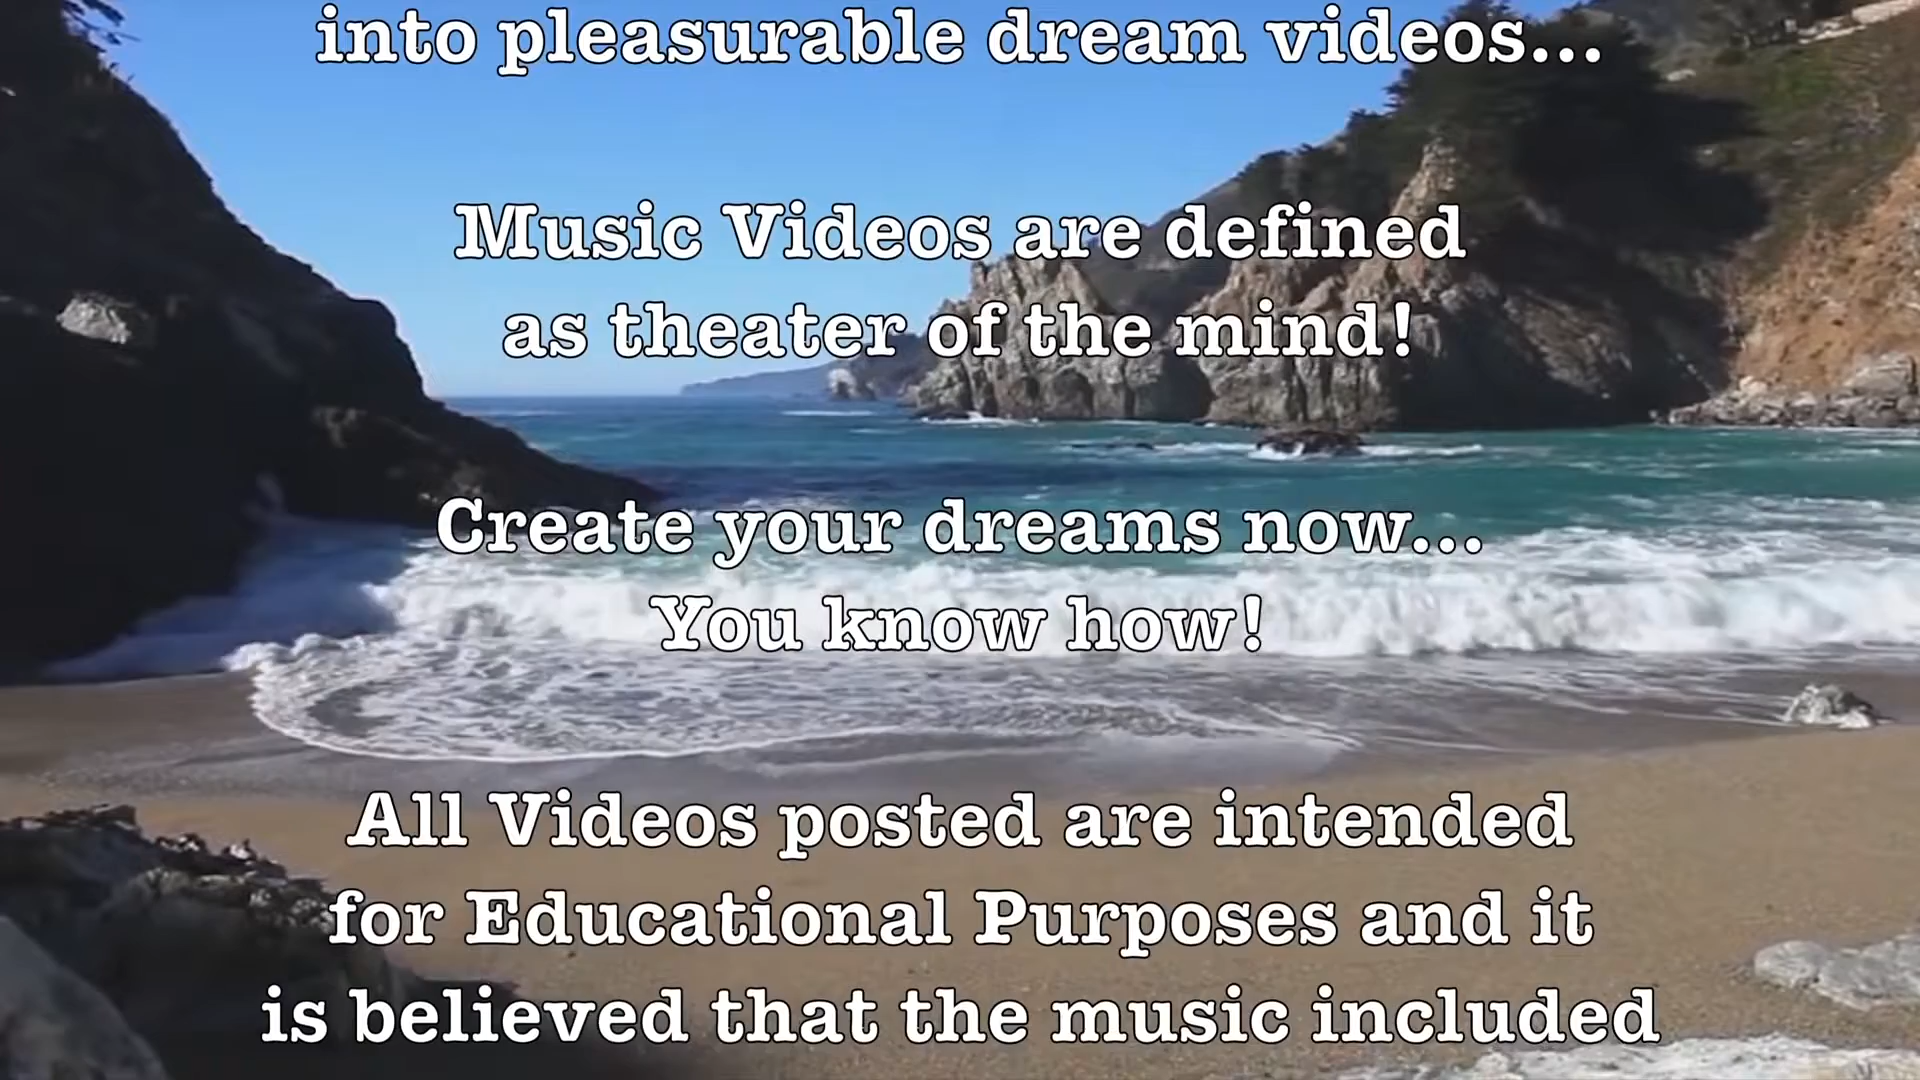 into pleasurable dream videos...
Music Videos are defined
as theater of the mind!
Create your dreams now...
You know how!
All Videos posted are intended
for Educational Purposes and it
is believed that the music included